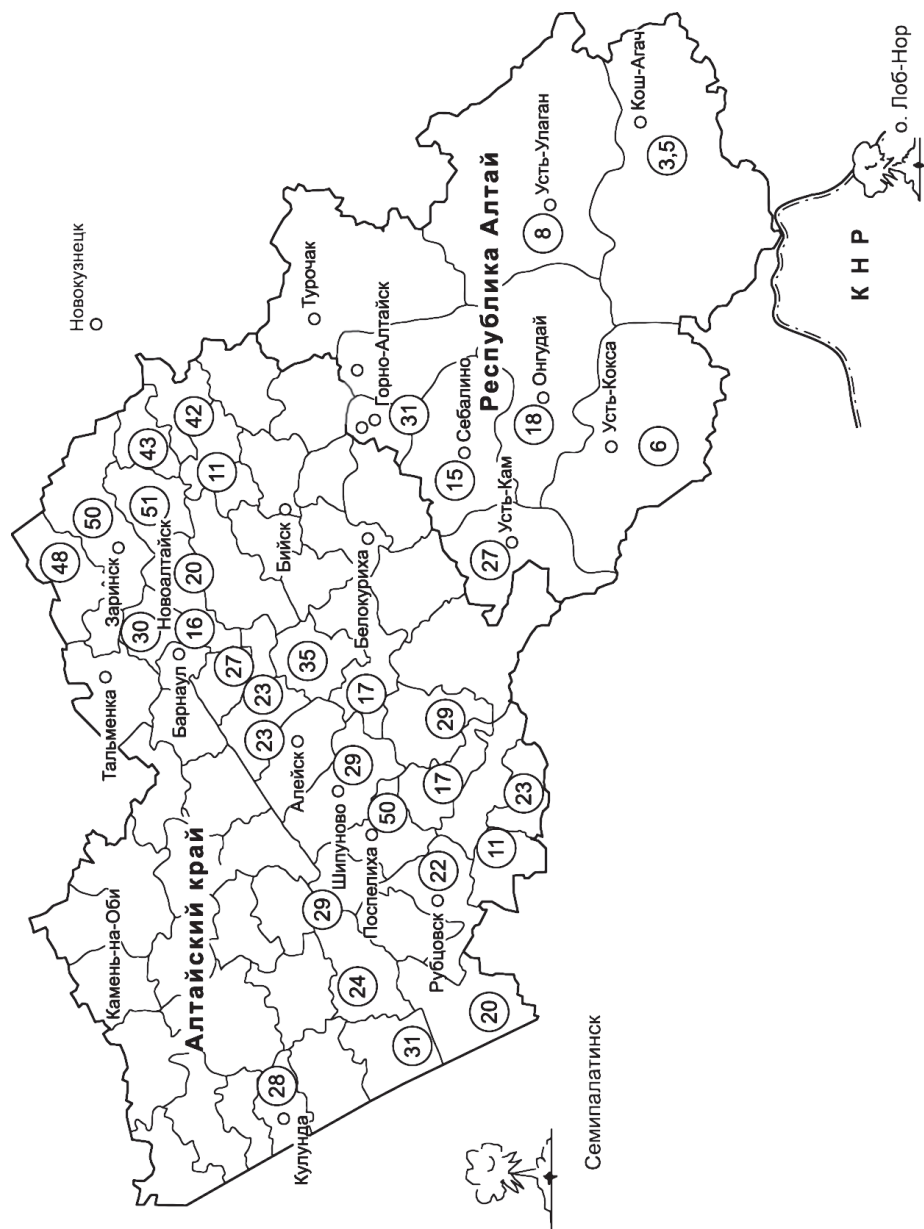 Новокузнецк
Алтайский край
Республика Алтай
Камень-на-Оби
Тальменка
Заринск
Новоалтайск
Барнаул
Кулунда
Алейск
Шипуново
Поспелиха
Рубцовск
Бийск
Белокуриха
Турочак
Горно-Алтайск
Себалино
Усть-Кам
Онгудай
Усть-Улаган
Кош-Агач
Усть-Кокса
Семипалатинск
К Н Р
о. Лоб-Нор
48
50
43
42
51
11
30
20
16
27
23
23
35
17
29
29
50
17
29
22
11
23
24
28
31
20
31
15
18
27
8
3,5
6